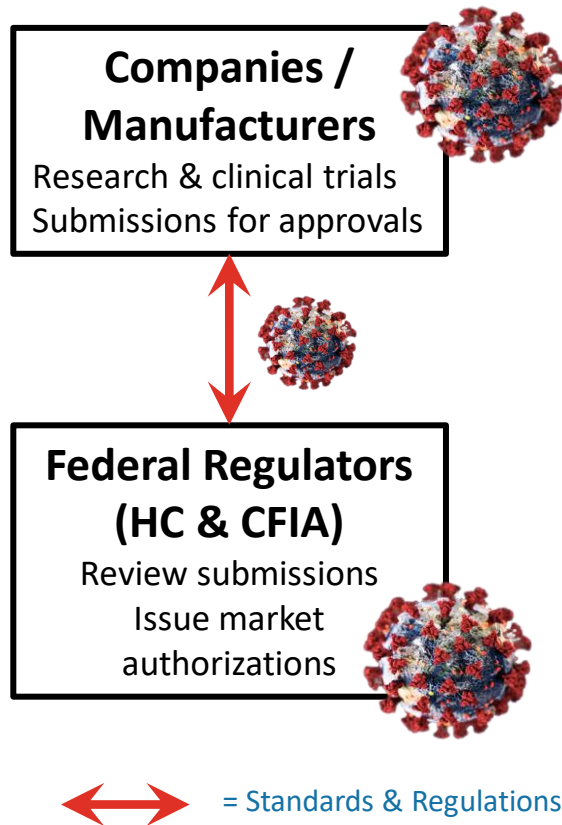 Companies /
Manufacturers
Research & clinical trials
Submissions for approvals
Federal Regulators
(HC & CFIA)
Review submissions
Issue market
authorizations
= Standards & Regulations